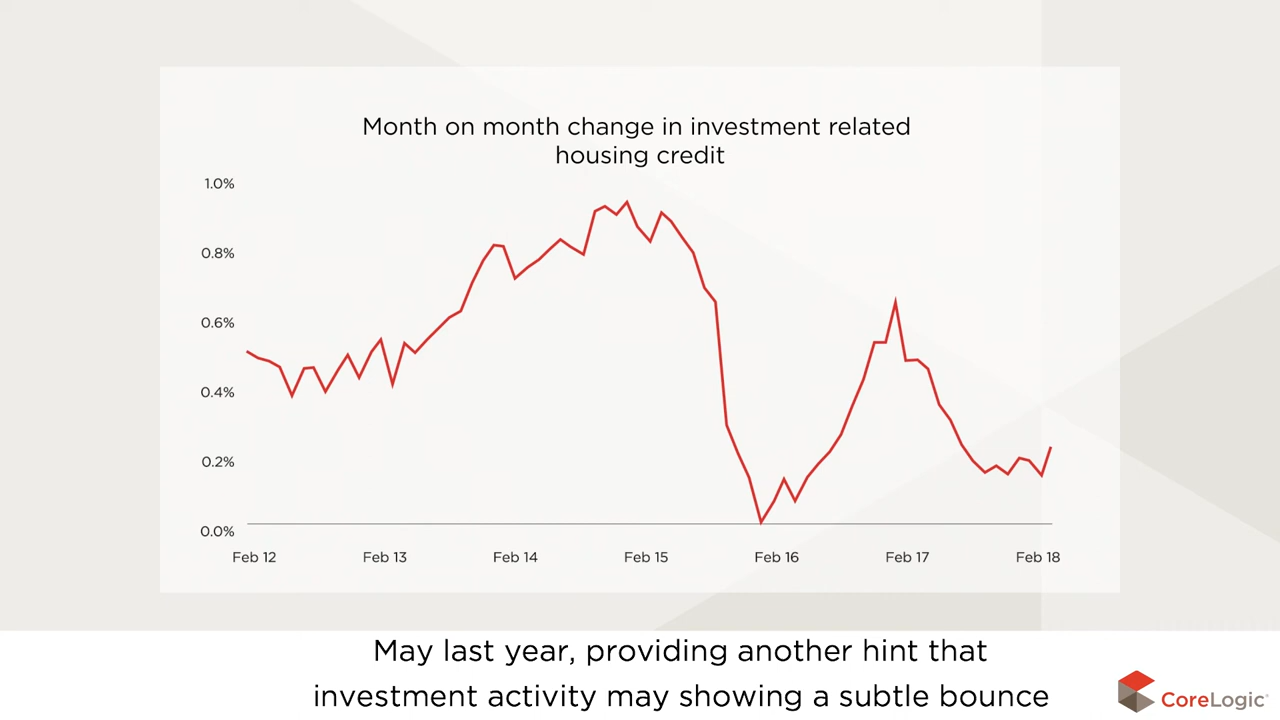 Month on month change in investment related
housing credit
1.0%
0.8%
0.6%
0.4%
0.2%
0.0%
Feb 12 Feb 13 Feb 14 Feb 15 Feb 16 Feb 17 Feb 18
May last year, providing another hint that
investment activity may showing a subtle bounce
CoreLogic